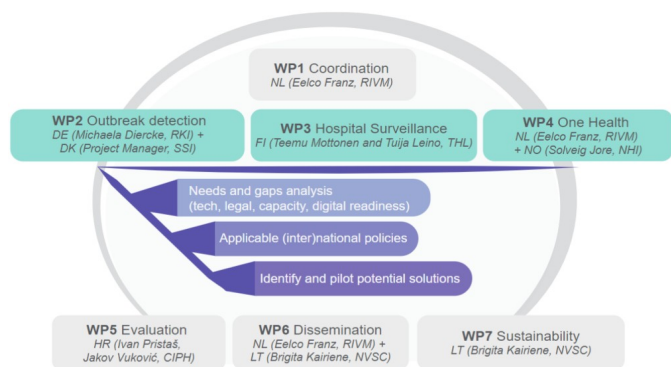 WP1 Coordination
NL (Eelco Franz, RIVM)
WP2 Outbreak detection
DE (Michaela Diercke, RKI) +
DK (Project Manager, SSI)
WP3 Hospital Surveillance
FI (Teemu Mottonen and Tuija Leino, THL)
WP4 One Health
NL (Eelco Franz, RIVM)
+ NO (Solveig Jore, NHI)
Needs and gaps analysis
(tech, legal, capacity, digital readiness)
Applicable (inter)national policies
Identify and pilot potential solutions
WP5 Evaluation
HR (Ivan Pristaš,
Jakov Vuković, CIPH)
WP6 Dissemination
NL (Eelco Franz, RIVM) +
LT (Brigita Kairiene, NVSC)
WP7 Sustainability
LT (Brigita Kairiene, NVSC)